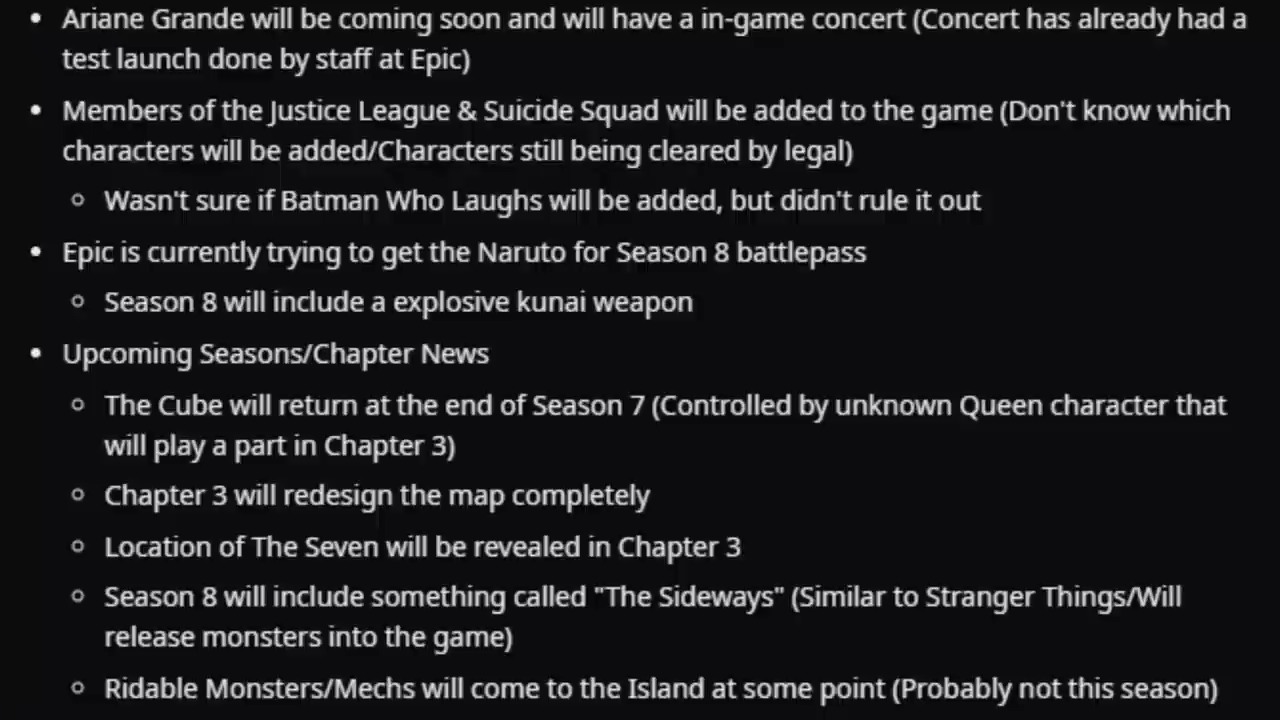 • Ariane Grande will be coming soon and will have a in-game concert (Concert has already had a
test launch done by staff at Epic)
• Members of the Justice League & Suicide Squad will be added to the game (Don't know which
characters will be added/Characters still being cleared by legal)
◦ Wasn't sure if Batman Who Laughs will be added, but didn't rule it out
• Epic is currently trying to get the Naruto for Season 8 battlepass
◦ Season 8 will include a explosive kunai weapon
• Upcoming Seasons/Chapter News
◦ The Cube will return at the end of Season 7 (Controlled by unknown Queen character that
will play a part in Chapter 3)
◦ Chapter 3 will redesign the map completely
◦ Location of The Seven will be revealed in Chapter 3
◦ Season 8 will include something called "The Sideways" (Similar to Stranger Things/Will
release monsters into the game)
◦ Ridable Monsters/Mechs will come to the Island at some point (Probably not this season)